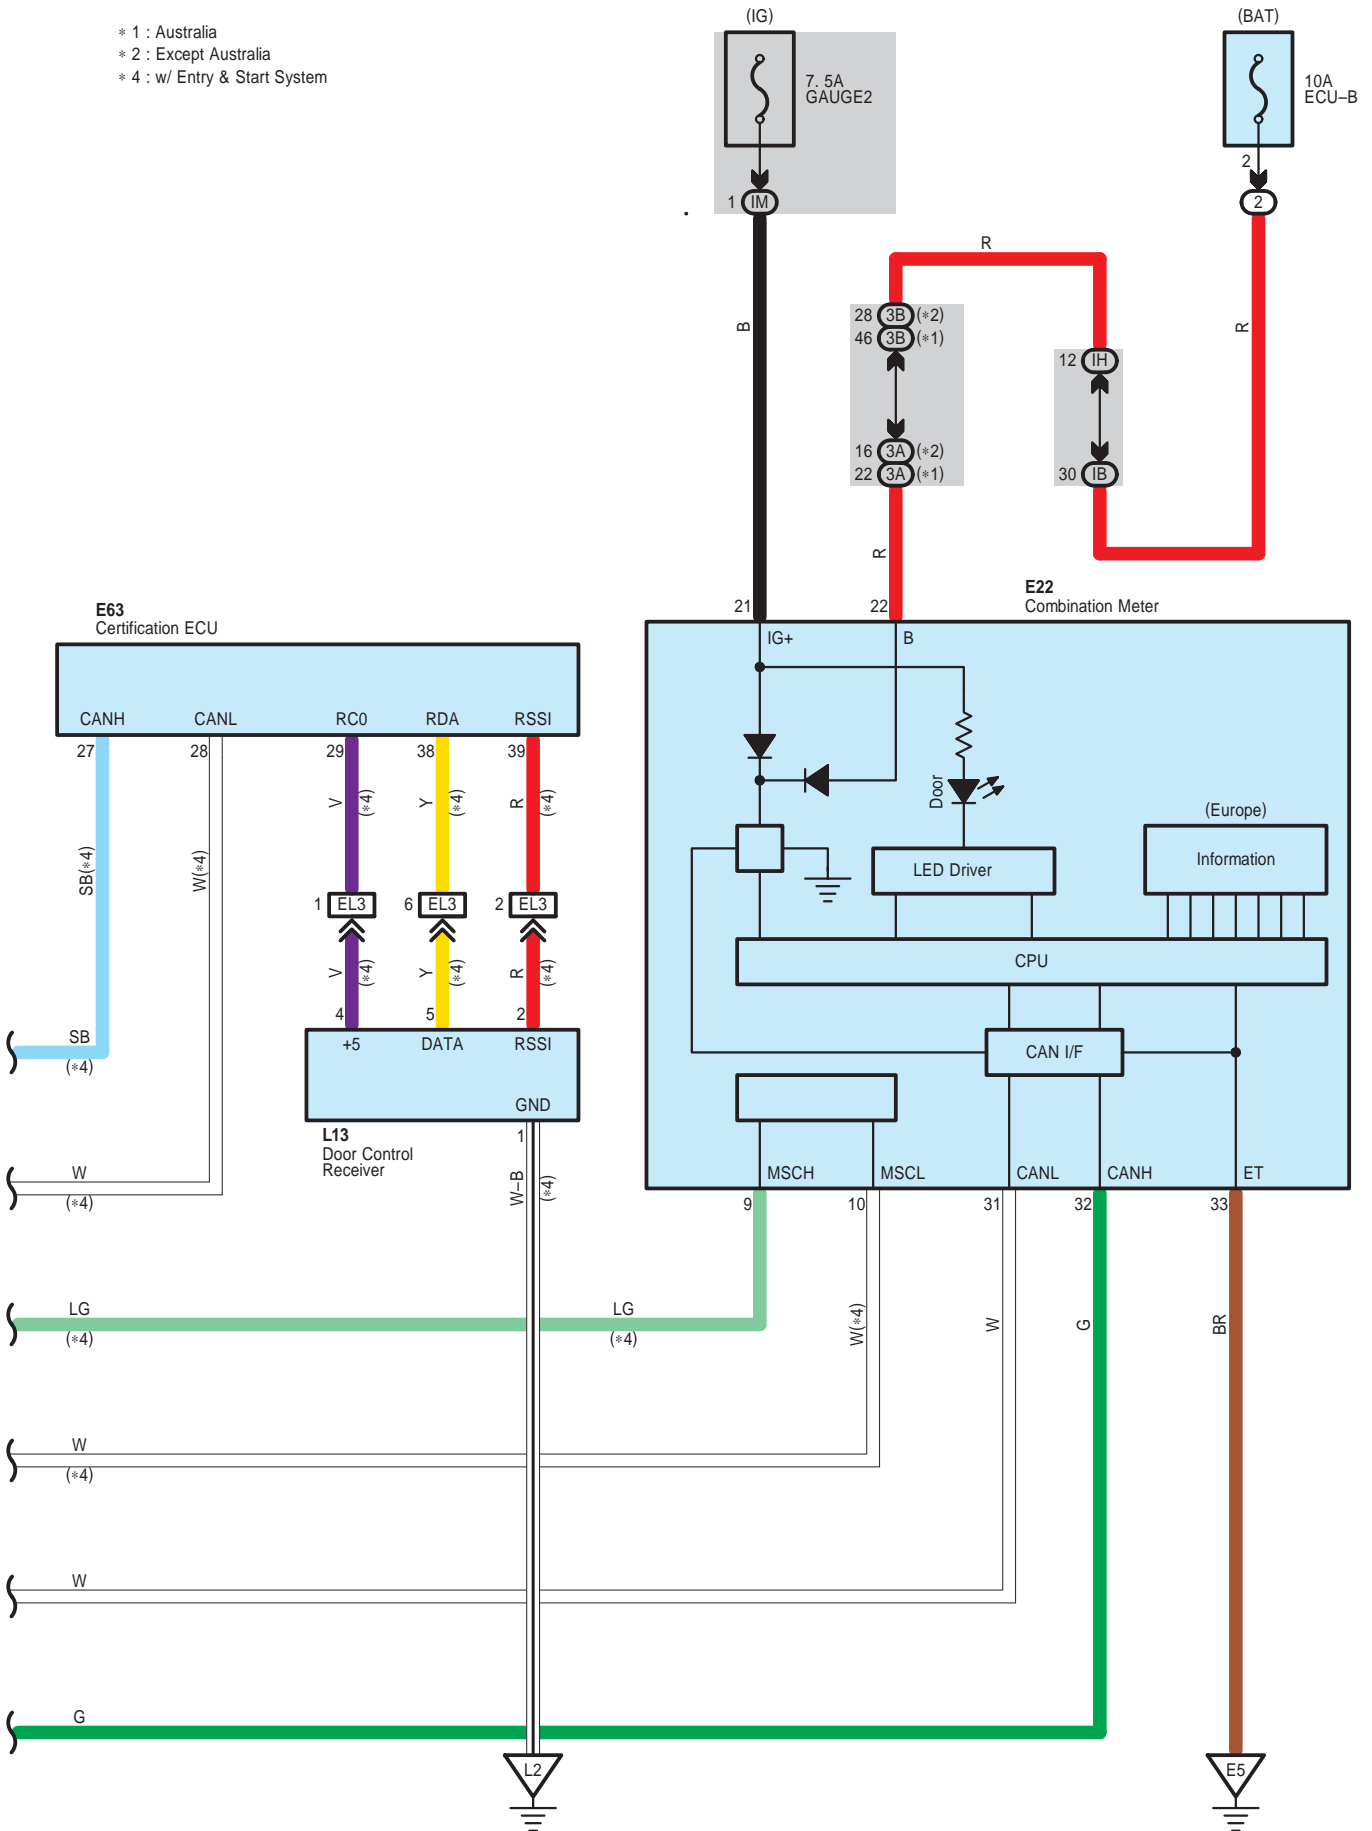 ∗ 1 : Australia
∗ 2 : Except Australia
∗ 4 : w/ Entry & Start System
(IG)
(BAT)
7. 5A
GAUGE2
10A
ECU–B
2
1 IM
2
R
B
R
28 3B (∗2)
46 3B (∗1)
12 IH
16 3A (∗2)
22 3A (∗1)
30 IB
R
E22
Combination Meter
21
22
IG+
B
E63
Certification ECU
CANH
CANL
RC0
RDA
RSSI
27
28
29
38
39
V
(∗4)
Y
(∗4)
R
(∗4)
SB(∗4)
W(∗4)
Door
(Europe)
Information
LED Driver
1 EL3
6 EL3
2 EL3
V
(∗4)
Y
(∗4)
R
(∗4)
CPU
4
5
2
+5
DATA
RSSI
GND
CAN I/F
SB
(∗4)
L13
Door Control
Receiver
1
W–B
(∗4)
W
(∗4)
MSCH
MSCL
CANL
CANH
ET
9
10
31
32
33
LG
(∗4)
LG
(∗4)
W(∗4)
W
G
BR
W
(∗4)
W
G
L2
E5